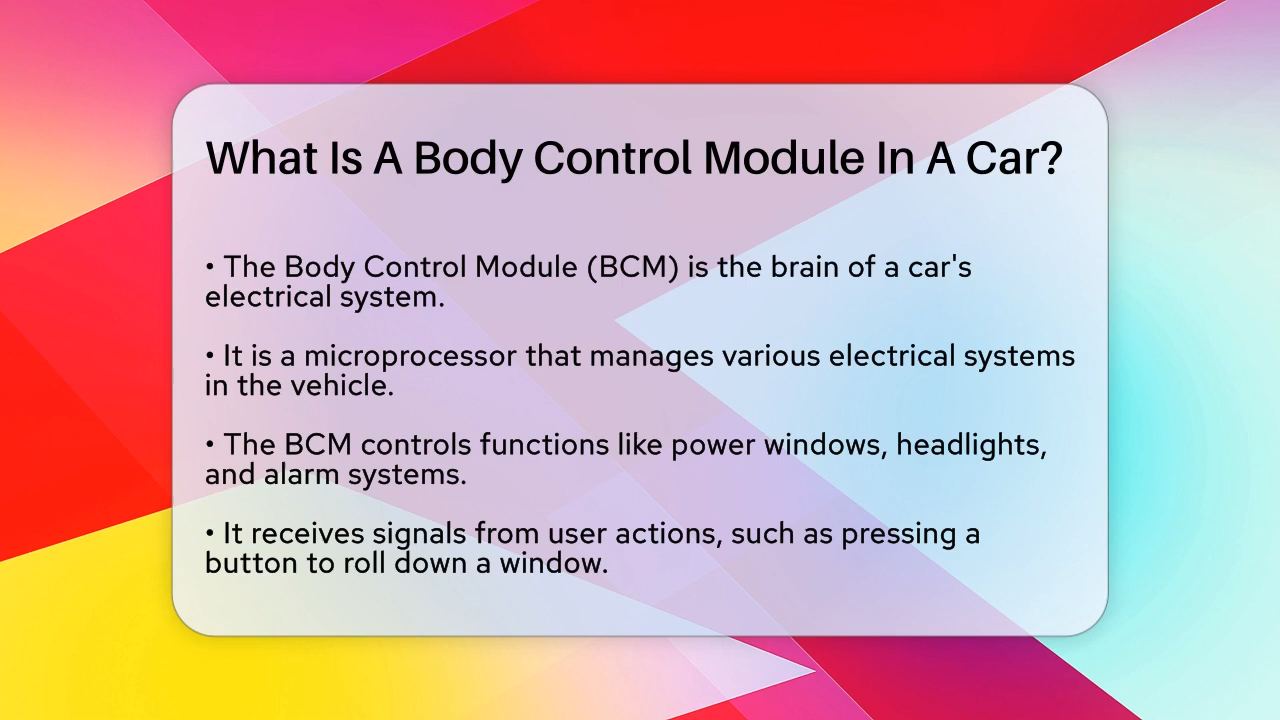 What Is A Body Control Module In A Car?
• The Body Control Module (BCM) is the brain of a car's
electrical system.
• It is a microprocessor that manages various electrical systems
in the vehicle.
• The BCM controls functions like power windows, headlights,
and alarm systems.
• It receives signals from user actions, such as pressing a
button to roll down a window.